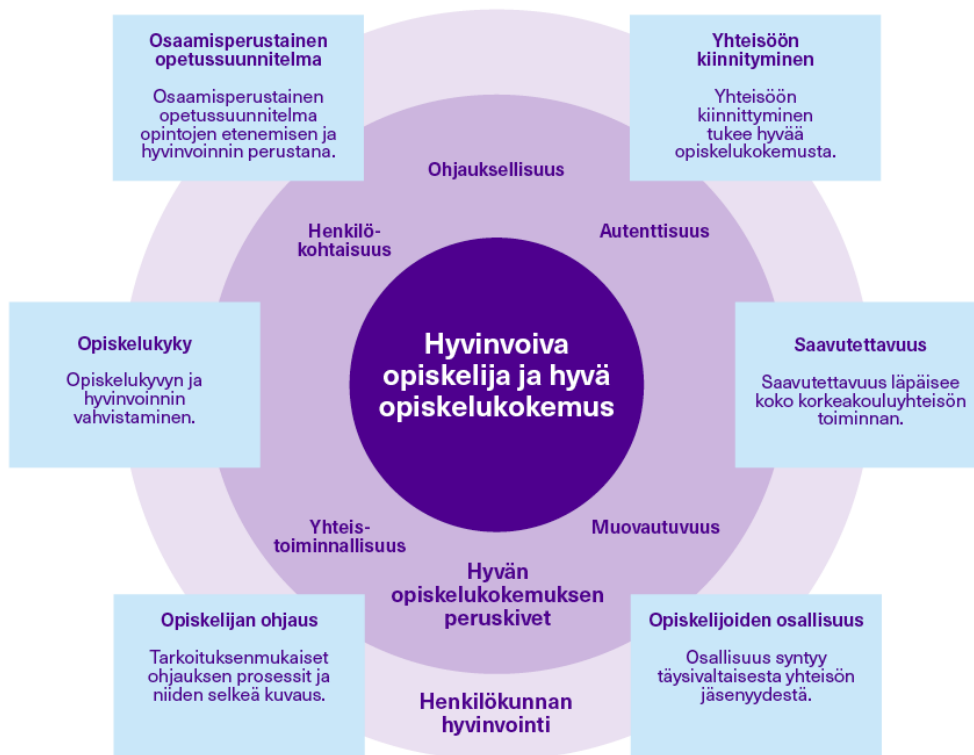 Osaamisperustainen
opetussuunnitelma
Osaamisperustainen
opetussuunnitelma
opintojen etenemisen ja
hyvinvoinnin perustana.
Yhteisöön
kiinnityminen
Yhteisöön
kiinnittyminen
tukee hyvää
opiskelukokemusta.
Ohjauksellisuus
Henkilö-
kohtaisuus
Autenttisuus
Opiskelukyky
Opiskelukyvyn ja
hyvinvoinnin
vahvistaminen.
Hyvinvoiva
opiskelija ja hyvä
opiskelukokemus
Saavutettavuus
Saavutettavuus läpäisee
koko korkeakouluyhteisön
toiminnan.
Yhteis-
toiminnallisuus
Muovautuvuus
Hyvän
opiskelukokemuksen
peruskivet
Opiskelijan ohjaus
Tarkoituksenmukaiset
ohjauksen prosessit ja
niiden selkeä kuvaus.
Henkilökunnan
hyvinvointi
Opiskelijoiden osallisuus
Osallisuus syntyy
täysivaltaisesta yhteisön
jäsenyydestä.